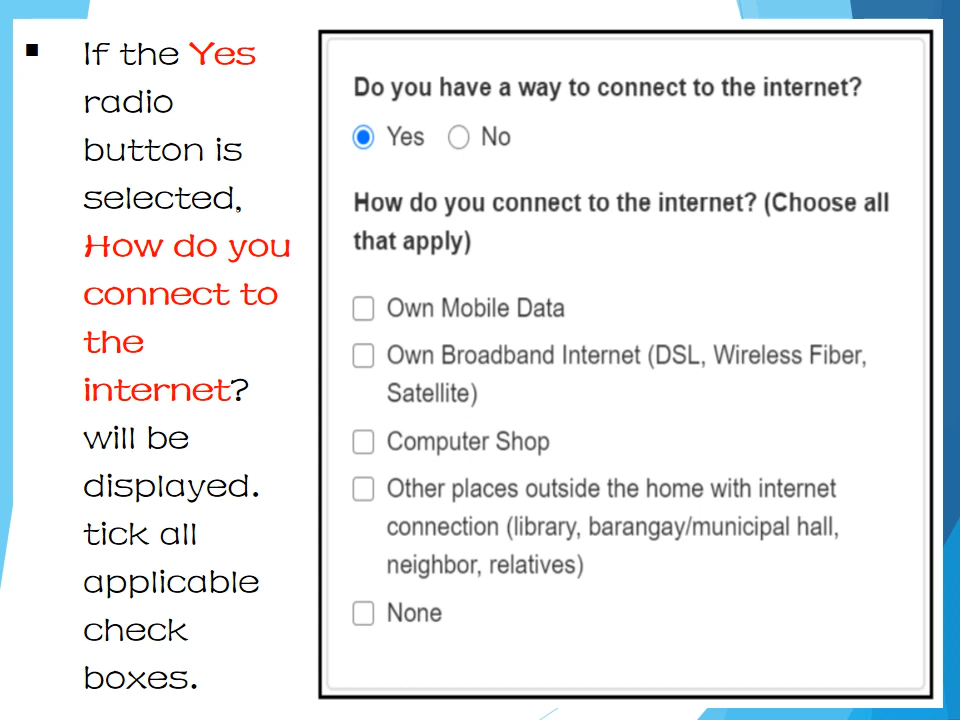 ▪ If the Yes
radio
button is
selected,
How do you
connect to
the
internet?
will be
displayed.
tick all
applicable
check
boxes.
Do you have a way to connect to the internet?
Yes No
How do you connect to the internet? (Choose all
that apply)
Own Mobile Data
Own Broadband Internet (DSL, Wireless Fiber,
Satellite)
Computer Shop
Other places outside the home with internet
connection (library, barangay/municipal hall,
neighbor, relatives)
None